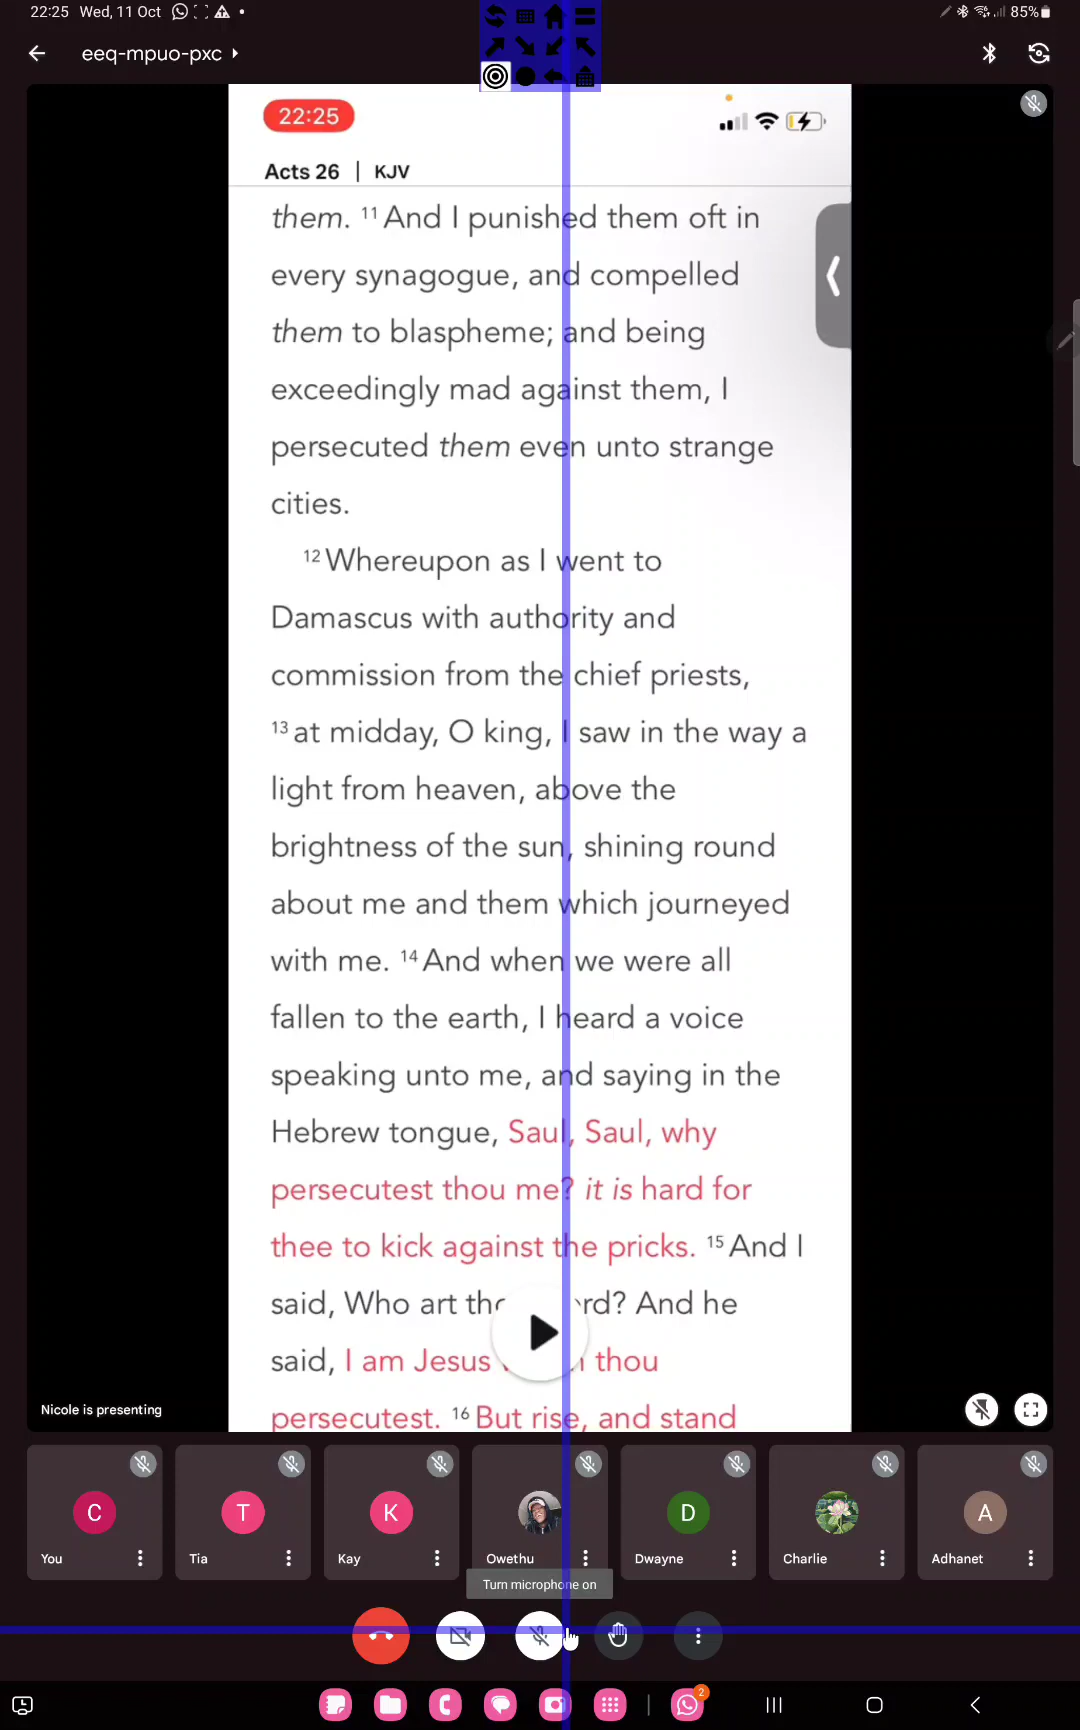 22:25 Wed, 11 Oct
85%
eeq-mpuo-pxc
22:25
Acts 26 | KJV
them. 11 And I punished them oft in
every synagogue, and compelled
them to blaspheme; and being
exceedingly mad against them, I
persecuted them even unto strange
cities.
12 Whereupon as I went to
Damascus with authority and
commission from the chief priests,
13 at midday, O king, I saw in the way a
light from heaven, above the
brightness of the sun, shining round
about me and them which journeyed
with me. 14 And when we were all
fallen to the earth, I heard a voice
speaking unto me, and saying in the
Hebrew tongue, Saul, Saul, why
persecutest thou me? it is hard for
thee to kick against the pricks. 15 And I
said, Who art rd? And he
said, I am Jesus thou
persecutest. 16 But rise, and stand
Nicole is presenting
C
T
K
D
A
You
Tia
Kay
Owethu
Dwayne
Charlie
Adhanet
Turn microphone on
2